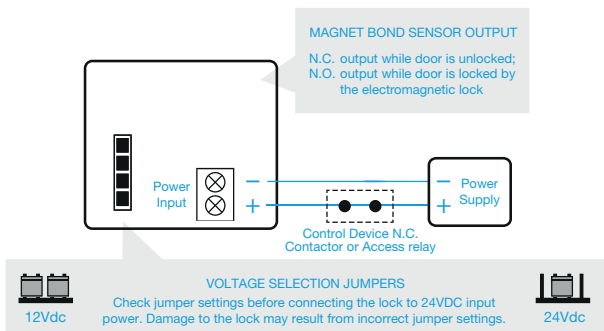 MAGNET BOND SENSOR OUTPUT
N.C. output while door is unlocked;
N.O. output while door is locked by
the electromagnetic lock
Power
Input
−
+
−
+
Power
Supply
Control Device N.C.
Contactor or Access relay
VOLTAGE SELECTION JUMPERS
Check jumper settings before connecting the lock to 24VDC input
power. Damage to the lock may result from incorrect jumper settings.
12Vdc
24Vdc